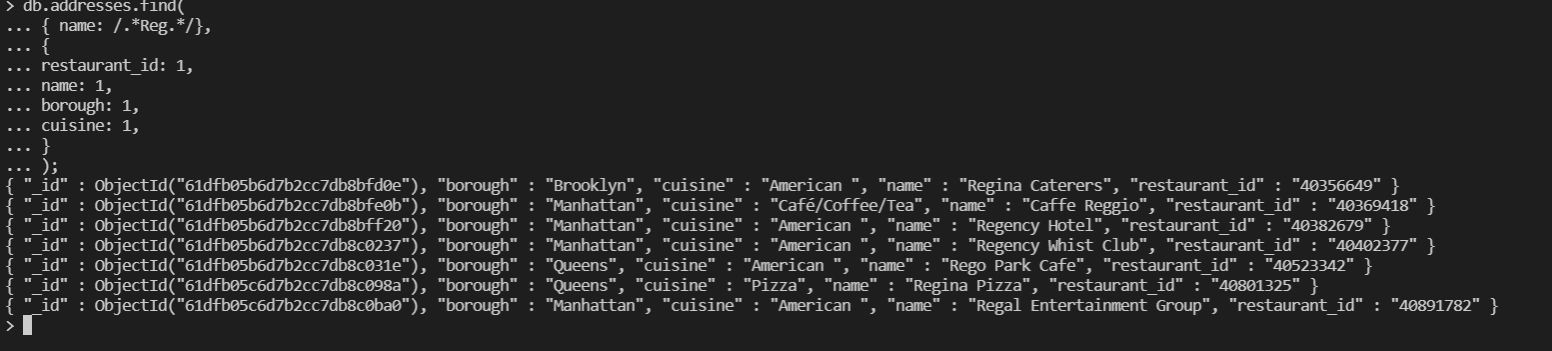 > db.addresses.find(
... { name: /.*Reg.*/},
... {
... restaurant_id: 1,
... name: 1,
... borough: 1,
... cuisine: 1,
... }
... );
{ "_id" : ObjectId("61dfb05b6d7b2cc7db8bfd0e"), "borough" : "Brooklyn", "cuisine" : "American ", "name" : "Regina Caterers", "restaurant_id" : "40356649" }
{ "_id" : ObjectId("61dfb05b6d7b2cc7db8bfe0b"), "borough" : "Manhattan", "cuisine" : "Café/Coffee/Tea", "name" : "Caffe Reggio", "restaurant_id" : "40369418" }
{ "_id" : ObjectId("61dfb05b6d7b2cc7db8bff20"), "borough" : "Manhattan", "cuisine" : "American ", "name" : "Regency Hotel", "restaurant_id" : "40382679" }
{ "_id" : ObjectId("61dfb05b6d7b2cc7db8c0237"), "borough" : "Manhattan", "cuisine" : "American ", "name" : "Regency Whist Club", "restaurant_id" : "40402377" }
{ "_id" : ObjectId("61dfb05b6d7b2cc7db8c031e"), "borough" : "Queens", "cuisine" : "American ", "name" : "Rego Park Cafe", "restaurant_id" : "40523342" }
{ "_id" : ObjectId("61dfb05c6d7b2cc7db8c098a"), "borough" : "Queens", "cuisine" : "Pizza", "name" : "Regina Pizza", "restaurant_id" : "40801325" }
{ "_id" : ObjectId("61dfb05c6d7b2cc7db8c0ba0"), "borough" : "Manhattan", "cuisine" : "American ", "name" : "Regal Entertainment Group", "restaurant_id" : "40891782" }
>